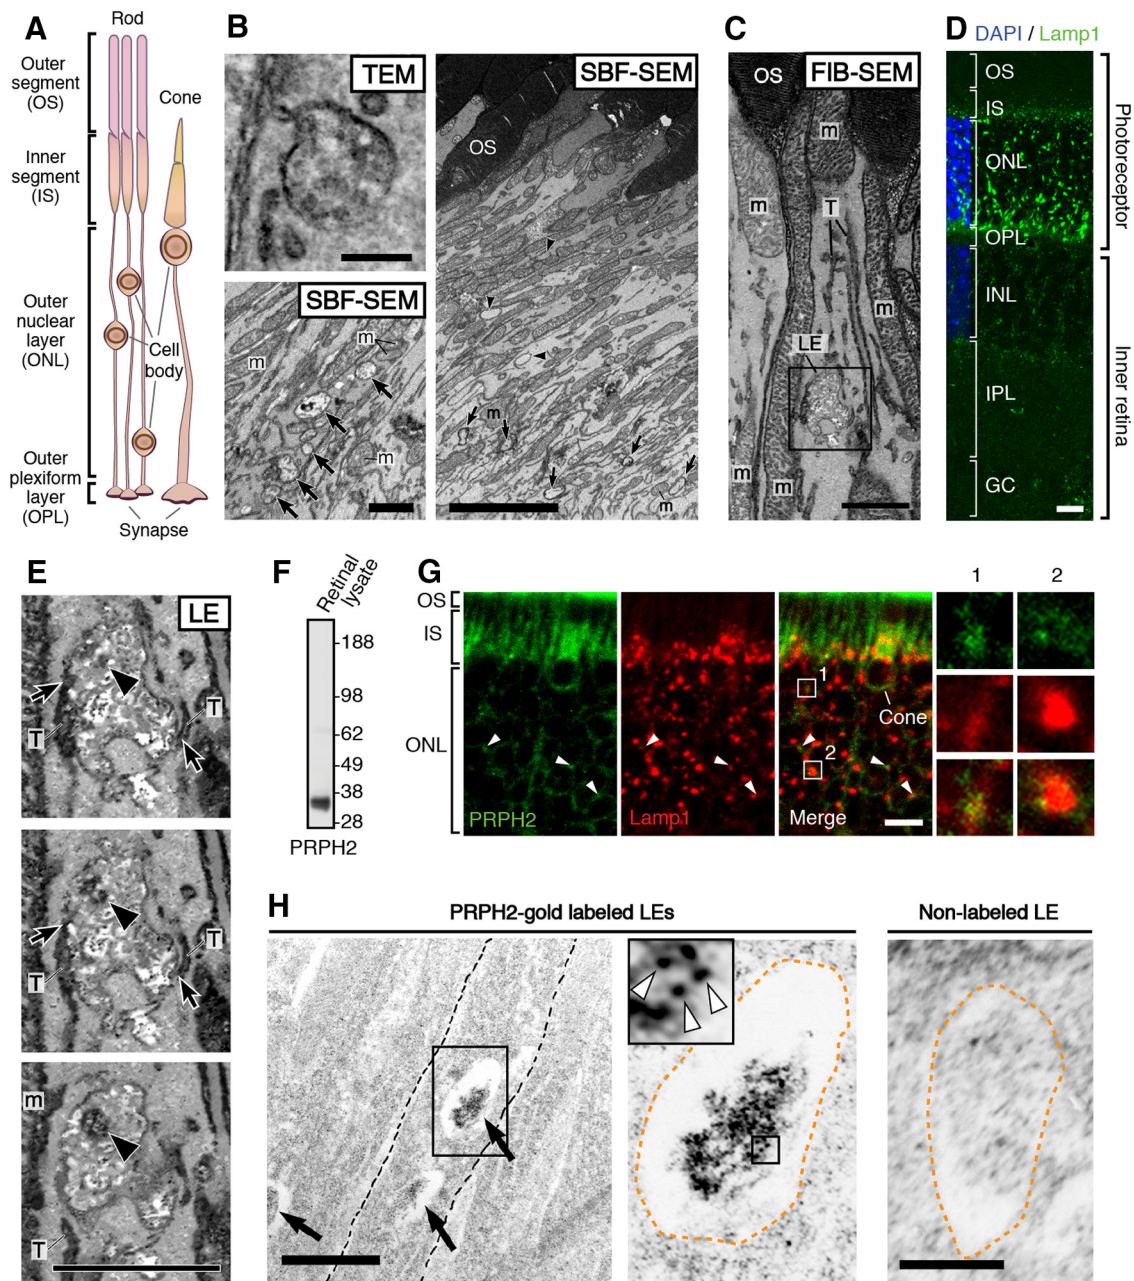 A
Rod
Outer
segment
(OS)
Cone
Inner
segment
(IS)
Outer
nuclear
layer
(ONL)
Cell
body
Outer
plexiform
layer
(OPL)
Synapse
B
TEM
SBF-SEM
m
m
m
SBF-SEM
OS
m
m
C
FIB-SEM
OS
m
m
T
m
LE
m
m
D
DAPI / Lamp1
OS
IS
ONL
OPL
INL
IPL
GC
Photoreceptor
Inner retina
E
LE
T
T
T
T
m
T
F
Retinal
lysate
-188
-98
-62
-49
-38
-28
PRPH2
G
OS
IS
ONL
PRPH2
Lamp1
1
Cone
2
Merge
1
2
H
PRPH2-gold labeled LEs
Non-labeled LE